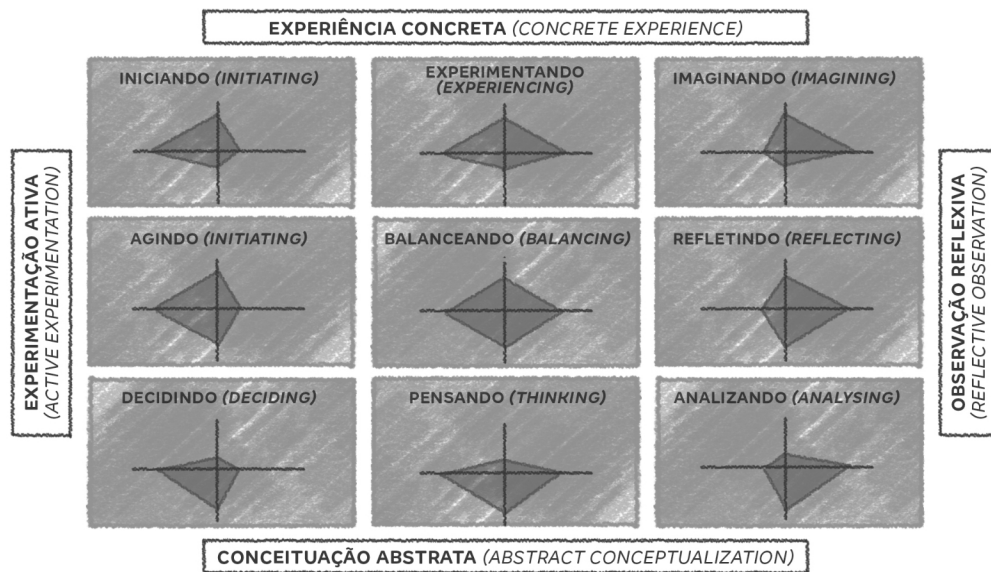 EXPERIÊNCIA CONCRETA (CONCRETE EXPERIENCE)
INICIANDO (INITIATING)
EXPERIMENTANDO
(EXPERIENCING)
IMAGINANDO (IMAGINING)
EXPERIMENTAÇÃO ATIVA
(ACTIVE EXPERIMENTATION)
AGINDO (INITIATING)
BALANCEANDO (BALANCING)
REFLETINDO (REFLECTING)
OBSERVAÇÃO REFLEXIVA
(REFLECTIVE OBSERVATION)
DECIDINDO (DECIDING)
PENSANDO (THINKING)
ANALIZANDO (ANALYSING)
CONCEITUAÇÃO ABSTRATA (ABSTRACT CONCEPTUALIZATION)